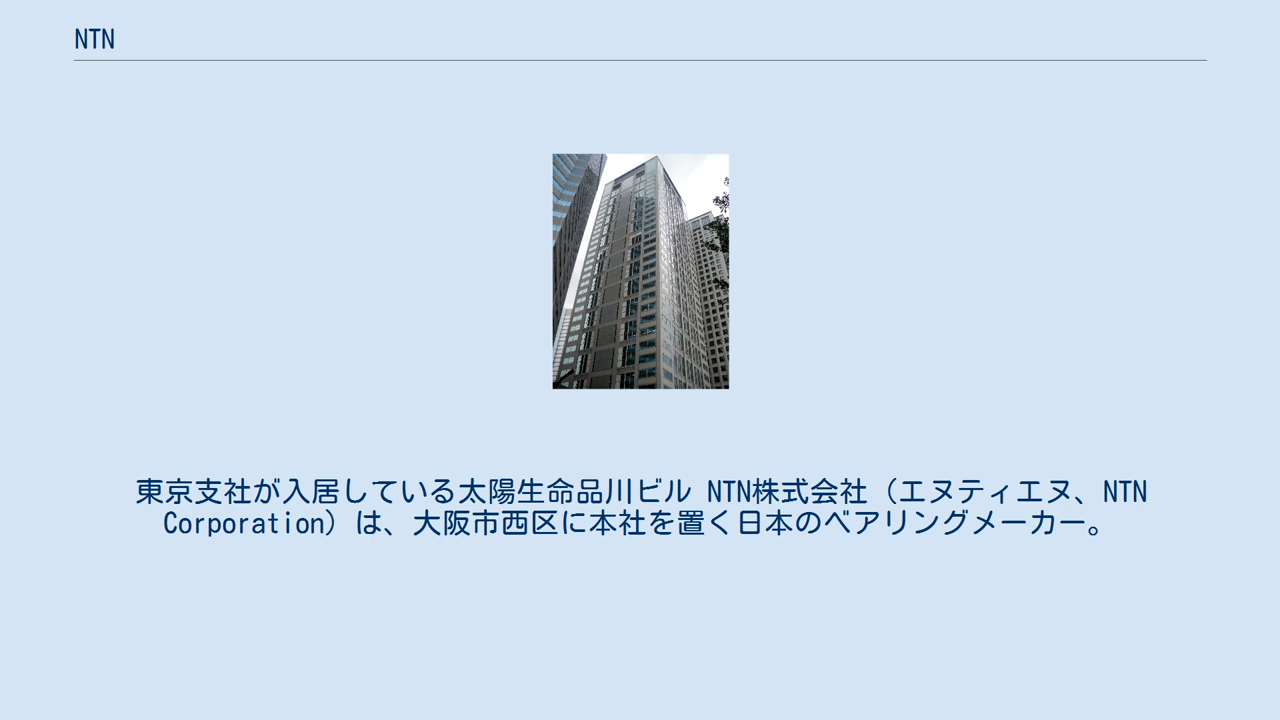 NTN
東京支社が入居している太陽生命品川ビル NTN株式会社（エヌティエヌ、NTN
Corporation）は、大阪市西区に本社を置く日本のベアリングメーカー。